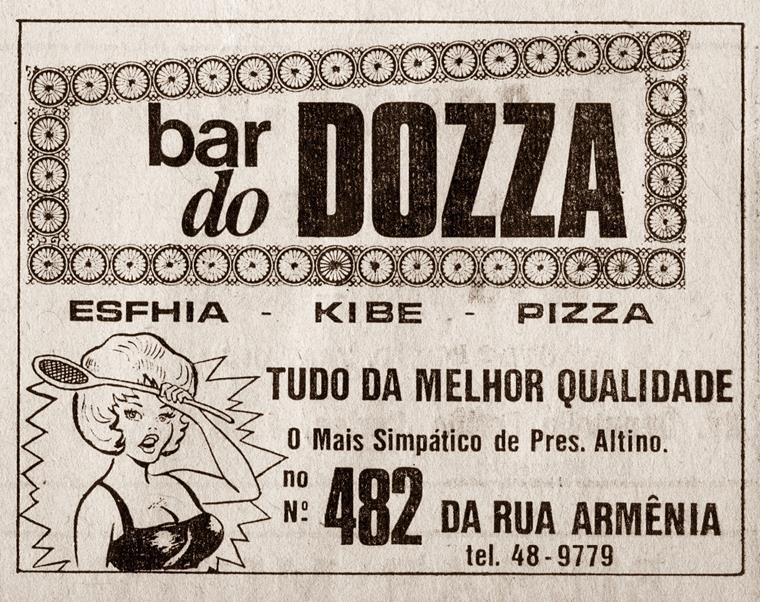 bar
do DOZZA
ESFHIA - KIBE - PIZZA
TUDO DA MELHOR QUALIDADE
O Mais Simpático de Pres. Altino.
no
Nº 482 DA RUA ARMÊNIA
tel. 48-9779